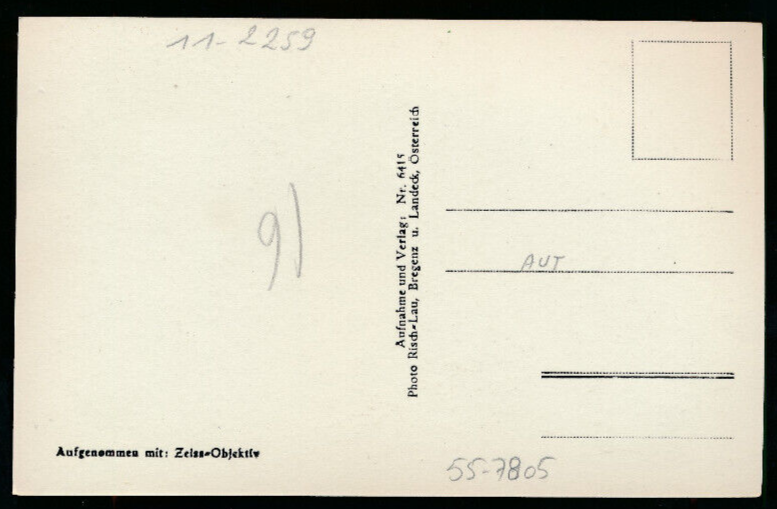 11-2259
9)
Aufnahme und Verlag: Nr. 6415
Photo Risch-Lau, Bregenz u. Landeck, Österreich
AUT
Aufgenommen mit: Zeiss-Objektiv
55-7805